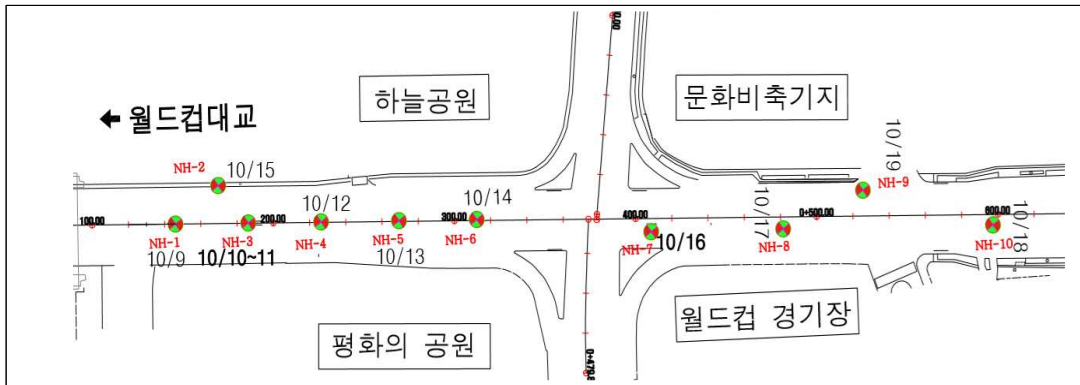 하늘공원
문화비축기지
← 월드컵대교
NH-2
10/15
10/12
10/14
10/19
NH-9
100.00
200.00
300.00
400.00
10/17
0+500.00
600.00
10/18
NH-1
NH-3
NH-4
NH-5
NH-6
NH-7
10/16
NH-8
NH-10
10/9
10/10~11
10/13
평화의 공원
월드컵 경기장